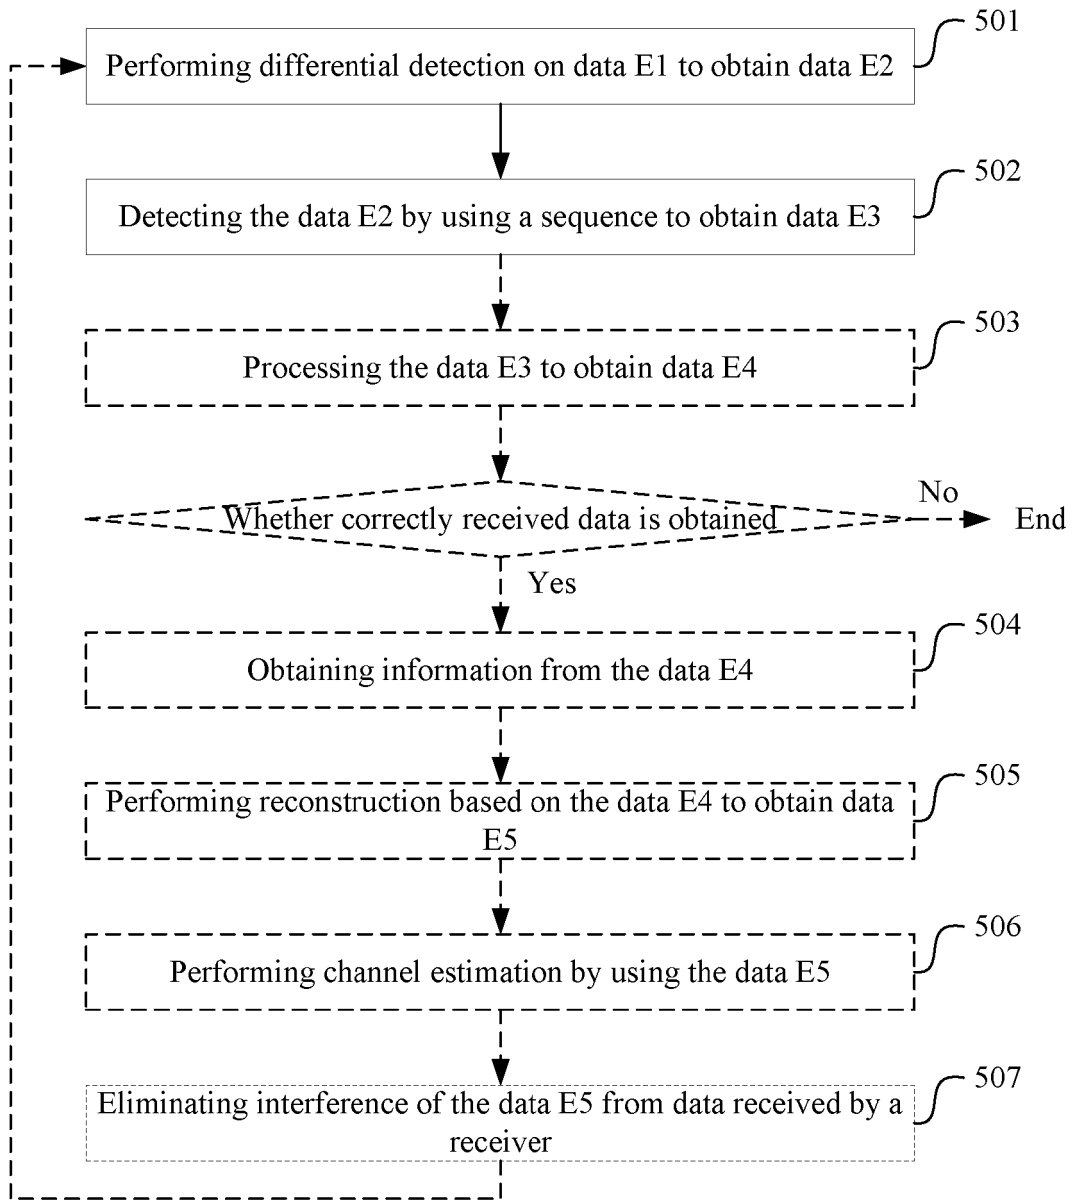 501
Performing differential detection on data E1 to obtain data E2
502
Detecting the data E2 by using a sequence to obtain data E3
503
Processing the data E3 to obtain data E4
Whether correctly received data is obtained
No
End
Yes
504
Obtaining information from the data E4
505
Performing reconstruction based on the data E4 to obtain data
E5
506
Performing channel estimation by using the data E5
507
Eliminating interference of the data E5 from data received by a
receiver